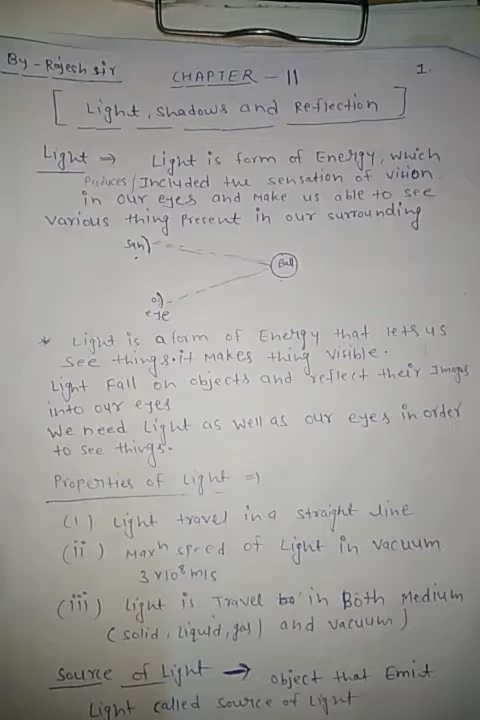 By - Rajesh sir
CHAPTER - 11
1.
[ Light, shadows and Reflection ]
Light → Light is form of Energy, which
Produces/Included the sensation of vision
in our eyes and make us able to see
various thing present in our surrounding
Sun
Ball
eye
* Light is a form of Energy that lets us
see things. it makes thing visible.
Light Fall on objects and reflect their Images
into our eyes
We need Light as well as our eyes in order
to see things.
Properties of Light ⇒
(i) Light travel in a straight line
(ii) Maxⁿ speed of Light in vacuum
3×10⁸ m/s
(iii) Light is Travel in Both Medium
(solid, liquid, gas) and vacuum)
Source of Light → object that Emit
Light called source of Light